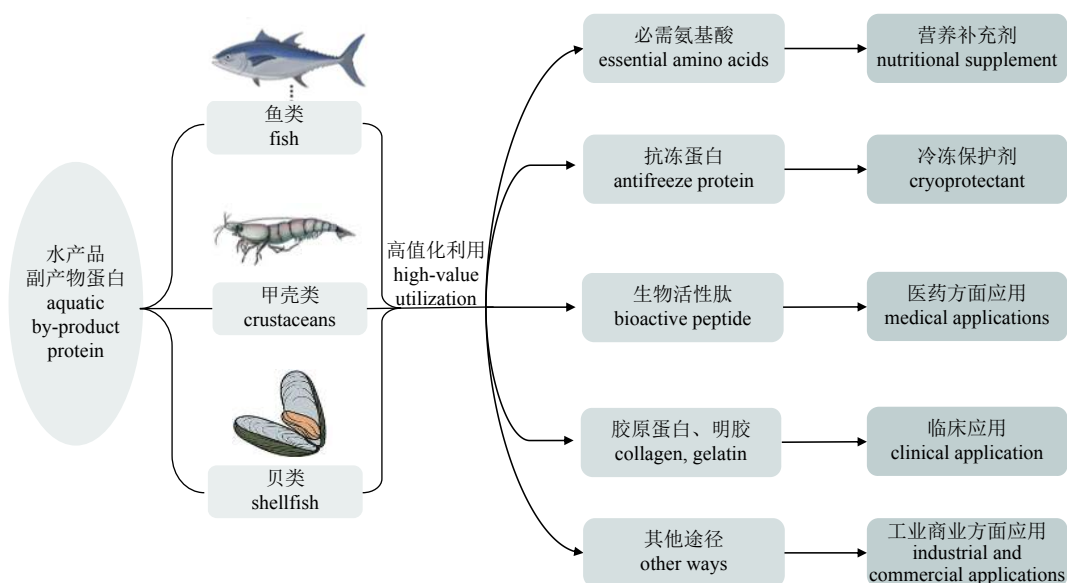 水产品
副产物蛋白
aquatic
by-product
protein
鱼类
fish
甲壳类
crustaceans
贝类
shellfish
高值化利用
high-value
utilization
必需氨基酸
essential amino acids
营养补充剂
nutritional supplement
抗冻蛋白
antifreeze protein
冷冻保护剂
cryoprotectant
生物活性肽
bioactive peptide
医药方面应用
medical applications
胶原蛋白、明胶
collagen, gelatin
临床应用
clinical application
其他途径
other ways
工业商业方面应用
industrial and
commercial applications